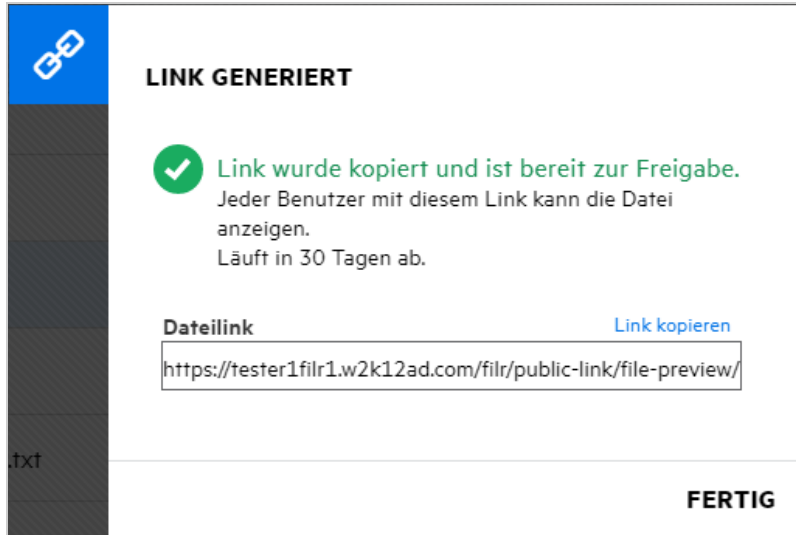 LINK GENERIERT
Link wurde kopiert und ist bereit zur Freigabe.
Jeder Benutzer mit diesem Link kann die Datei
anzeigen.
Läuft in 30 Tagen ab.
Dateilink
Link kopieren
https://tester1filr1.w2k12ad.com/filr/public-link/file-preview/
.txt
FERTIG